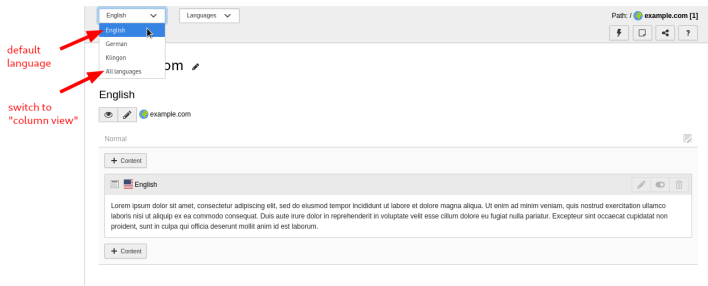 English
Languages
Path: / example.com [1]
English
German
Klingon
All languages
default
language
om
?
switch to
"column view"
English
example.com
Normal
+ Content
English
Lorem ipsum dolor sit amet, consectetur adipiscing elit, sed do eiusmod tempor incididunt ut labore et dolore magna aliqua. Ut enim ad minim veniam, quis nostrud exercitation ullamco
laboris nisi ut aliquip ex ea commodo consequat. Duis aute irure dolor in reprehenderit in voluptate velit esse cillum dolore eu fugiat nulla pariatur. Excepteur sint occaecat cupidatat non
proident, sunt in culpa qui officia deserunt mollit anim id est laborum.
+ Content